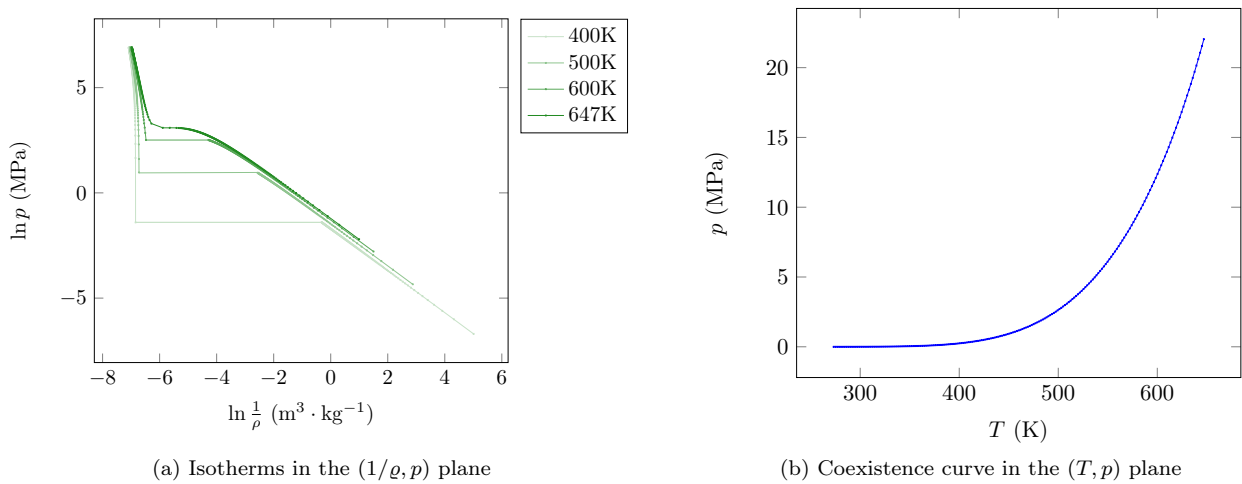 400K
500K
600K
647K
5
0
−5
ln p (MPa)
−8 −6 −4 −2 0 2 4 6
ln 1/ρ (m³ · kg⁻¹)
(a) Isotherms in the (1/ϱ, p) plane
20
15
10
5
0
p (MPa)
300 400 500 600
T (K)
(b) Coexistence curve in the (T, p) plane